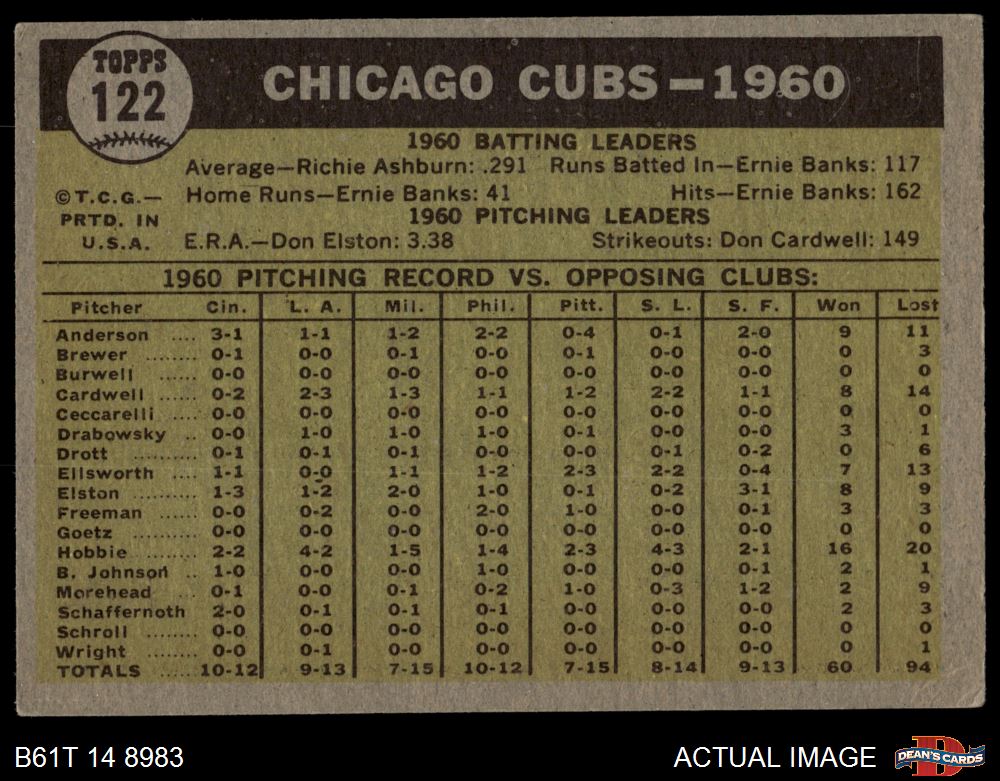 TOPPS
122
CHICAGO CUBS—1960
1960 BATTING LEADERS
Average—Richie Ashburn: .291 Runs Batted In—Ernie Banks: 117
©T.C.G.— Home Runs—Ernie Banks: 41 Hits—Ernie Banks: 162
PRTD. IN 1960 PITCHING LEADERS
U.S.A. E.R.A.—Don Elston: 3.38 Strikeouts: Don Cardwell: 149
1960 PITCHING RECORD VS. OPPOSING CLUBS:
Pitcher Cin. L. A. Mil. Phil. Pitt. S. L. S. F. Won Lost
Anderson .... 3-1 1-1 1-2 2-2 0-4 0-1 2-0 9 11
Brewer ........ 0-1 0-0 0-1 0-0 0-1 0-0 0-0 0 3
Burwell ...... 0-0 0-0 0-0 0-0 0-0 0-0 0-0 0 0
Cardwell ...... 0-2 2-3 1-3 1-1 1-2 2-2 1-1 8 14
Ceccarelli .... 0-0 0-0 0-0 0-0 0-0 0-0 0-0 0 0
Drabowsky .. 0-0 1-0 1-0 1-0 0-1 0-0 0-0 3 1
Drott .......... 0-1 0-1 0-1 0-0 0-0 0-1 0-2 0 6
Ellsworth .... 1-1 0-0 1-1 1-2 2-3 2-2 0-4 7 13
Elston .......... 1-3 1-2 2-0 1-0 0-1 0-2 3-1 8 9
Freeman ...... 0-0 0-2 0-0 2-0 1-0 0-0 0-1 3 3
Goetz .......... 0-0 0-0 0-0 0-0 0-0 0-0 0-0 0 0
Hobbie ........ 2-2 4-2 1-5 1-4 2-3 4-3 2-1 16 20
B. Johnson .. 1-0 0-0 0-0 1-0 0-0 0-0 0-1 2 1
Morehead .... 0-1 0-0 0-1 0-2 1-0 0-3 1-2 2 9
Schaffernoth 2-0 0-1 0-1 0-1 0-0 0-0 0-0 2 3
Schroll ........ 0-0 0-0 0-0 0-0 0-0 0-0 0-0 0 0
Wright ........ 0-0 0-1 0-0 0-0 0-0 0-0 0-0 0 1
TOTALS ...... 10-12 9-13 7-15 10-12 7-15 8-14 9-13 60 94
B61T 14 8983 ACTUAL IMAGE DEAN'S CARDS